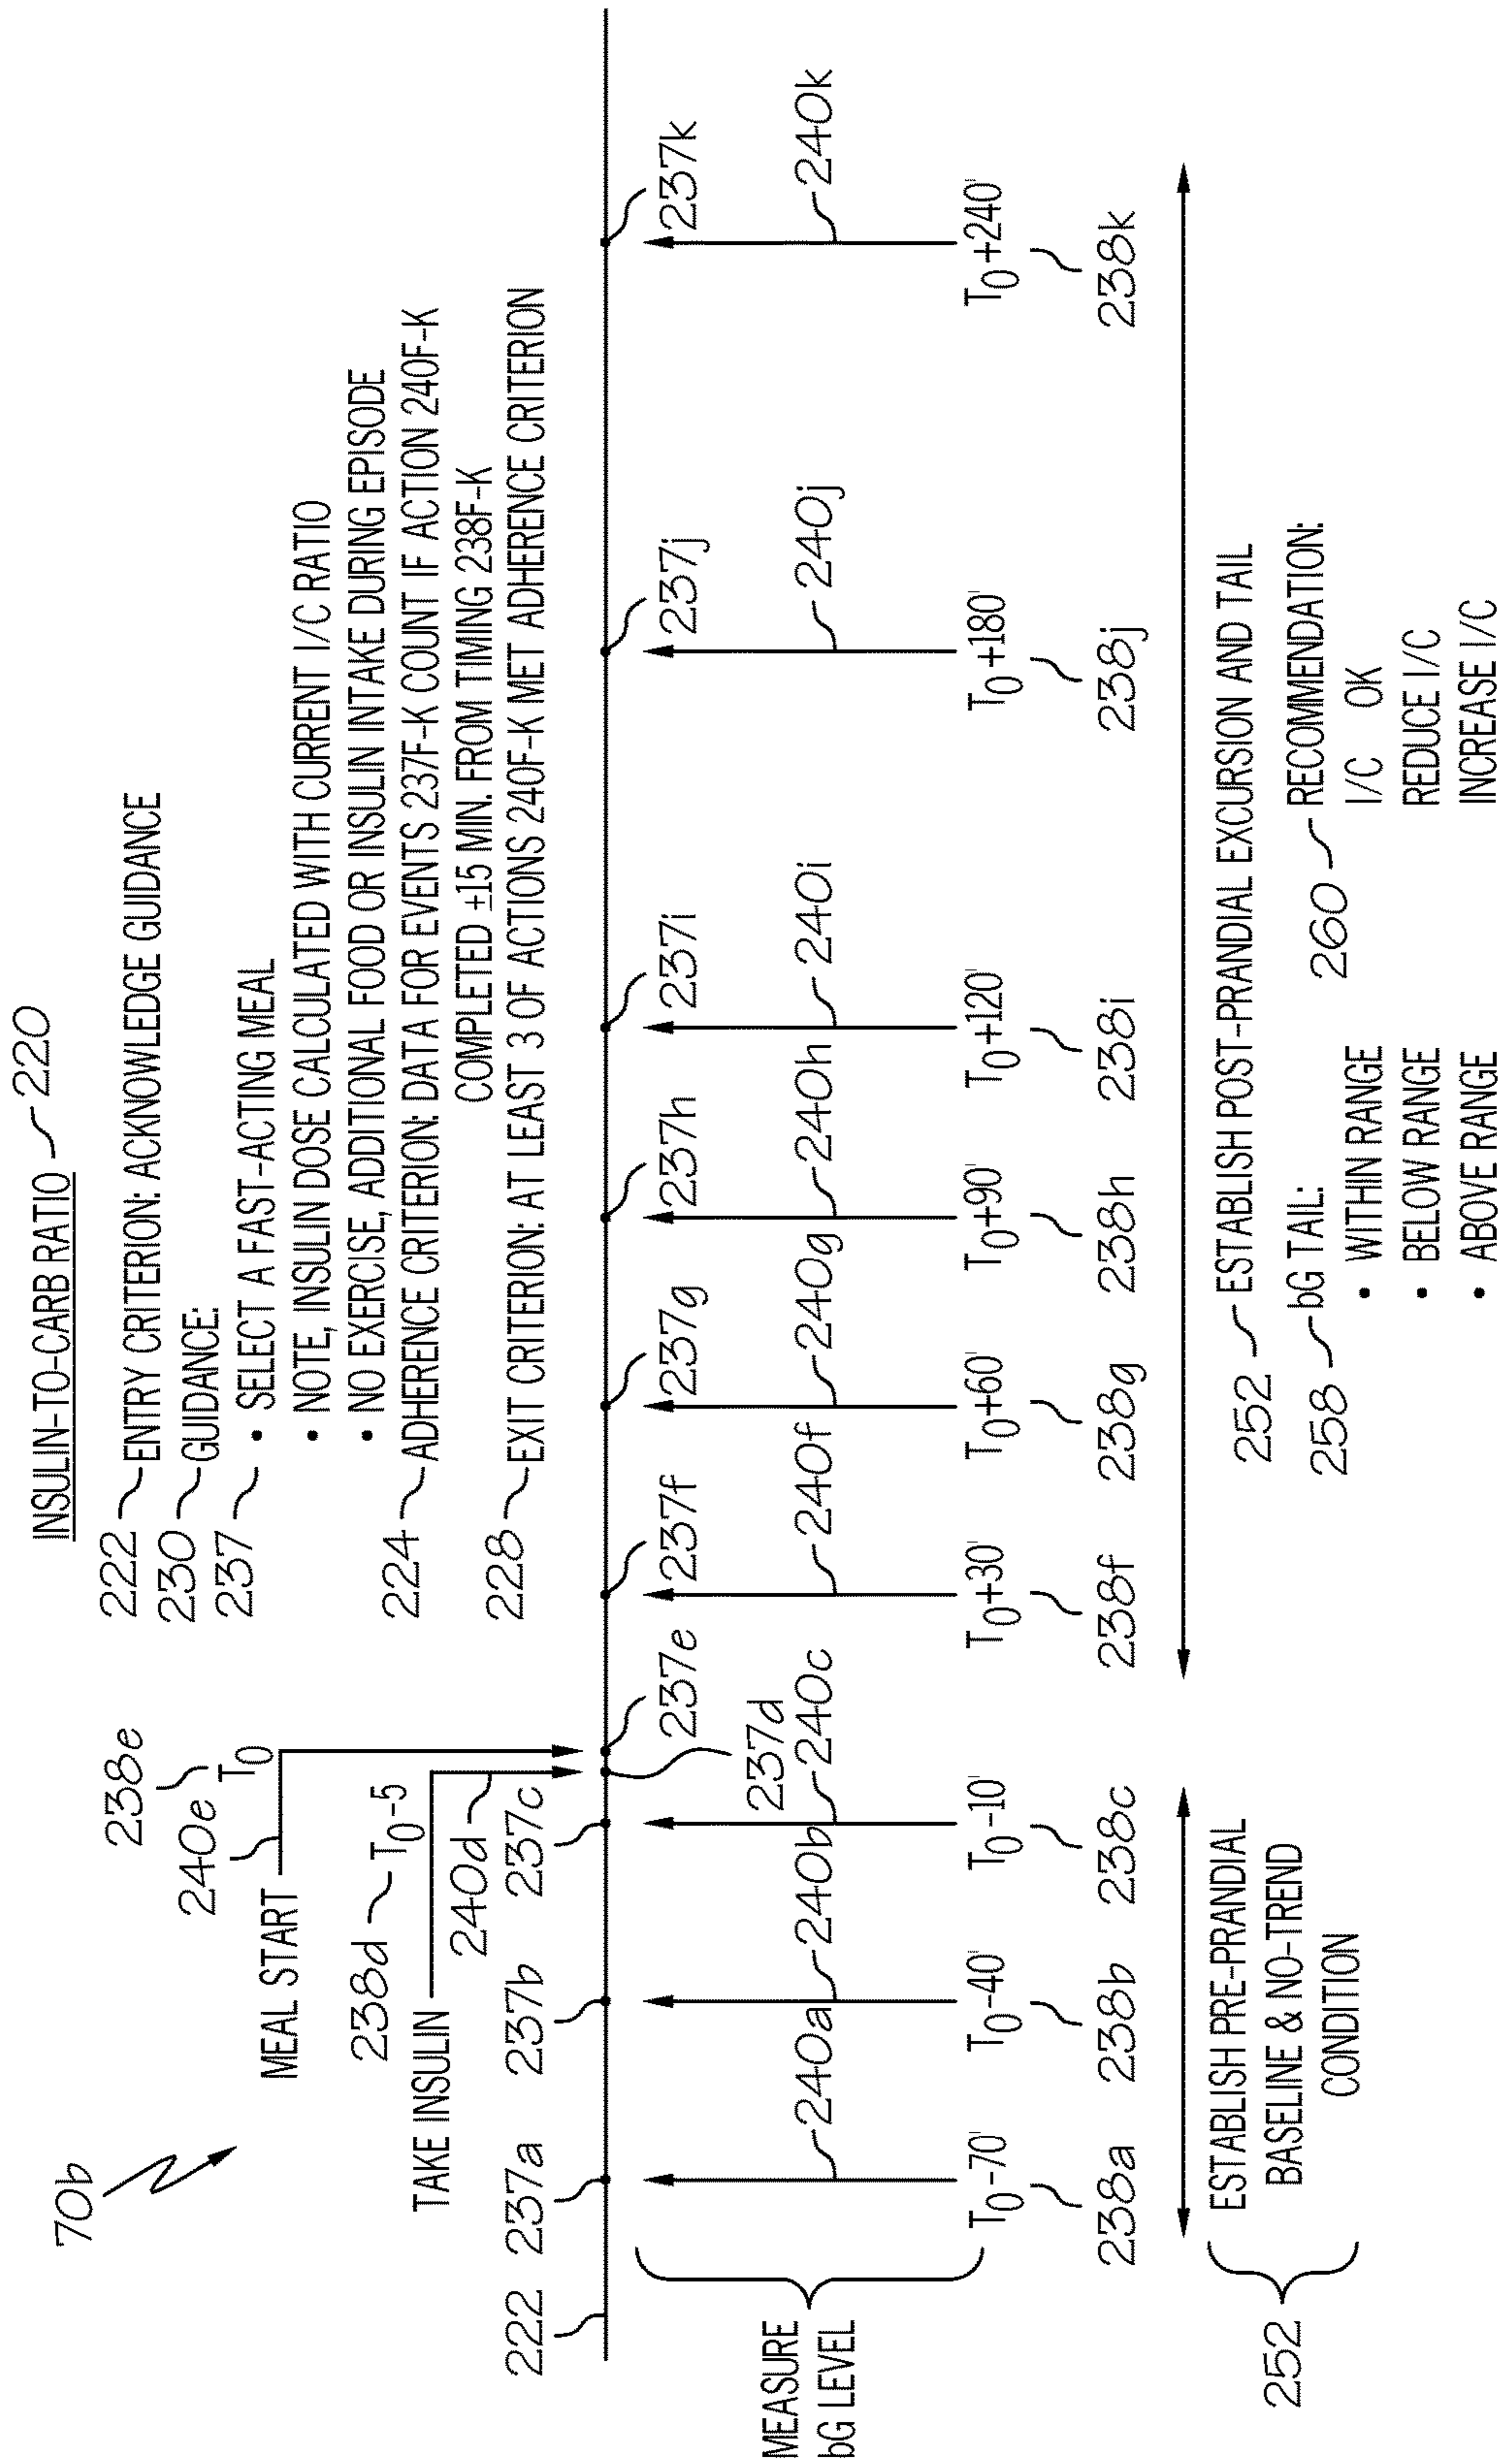 INSULIN-TO-CARB RATIO 220
70b
222 ENTRY CRITERION: ACKNOWLEDGE GUIDANCE
230 GUIDANCE:
237 • SELECT A FAST-ACTING MEAL
• NOTE, INSULIN DOSE CALCULATED WITH CURRENT I/C RATIO
• NO EXERCISE, ADDITIONAL FOOD OR INSULIN INTAKE DURING EPISODE
224 ADHERENCE CRITERION: DATA FOR EVENTS 237F-K COUNT IF ACTION 240F-K
COMPLETED ±15 MIN. FROM TIMING 238F-K
228 EXIT CRITERION: AT LEAST 3 OF ACTIONS 240F-K MET ADHERENCE CRITERION
238e
240e T0
MEAL START
238d T0-5
TAKE INSULIN
240d
222 237a 237b 237c
237d 237e 237f 237g 237h 237i 237j 237k
MEASURE
bG LEVEL
240a 240b 240c 240f 240g 240h 240i 240j 240k
T0-70' T0-40' T0-10' T0+30' T0+60' T0+90' T0+120' T0+180' T0+240'
238a 238b 238c 238f 238g 238h 238i 238j 238k
252
ESTABLISH PRE-PRANDIAL
BASELINE & NO-TREND
CONDITION
252 ESTABLISH POST-PRANDIAL EXCURSION AND TAIL
258 bG TAIL: 260 RECOMMENDATION:
• WITHIN RANGE I/C OK
• BELOW RANGE REDUCE I/C
• ABOVE RANGE INCREASE I/C